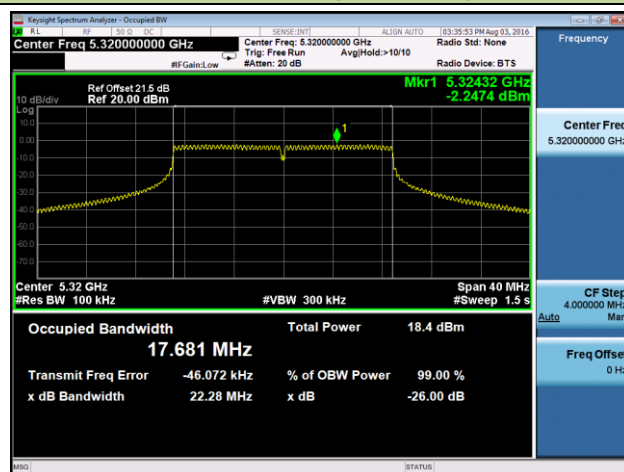 Keysight Spectrum Analyzer - Occupied BW
RL RF 50 Ω DC SENSE:INT ALIGN AUTO 03:35:53 PM Aug 03, 2016
Center Freq 5.320000000 GHz
Center Freq: 5.320000000 GHz
Radio Std: None
Trig: Free Run Avg|Hold:>10/10
#IFGain:Low #Atten: 20 dB Radio Device: BTS
Ref Offset 21.5 dB
Ref 20.00 dBm
Mkr1 5.32432 GHz
-2.2474 dBm
10 dB/div
Log
10.0
0.00
-10.0
-20.0
-30.0
-40.0
-50.0
-60.0
-70.0
1
Center 5.32 GHz Span 40 MHz
#Res BW 100 kHz #VBW 300 kHz #Sweep 1.5 s
Occupied Bandwidth Total Power 18.4 dBm
17.681 MHz
Transmit Freq Error -46.072 kHz % of OBW Power 99.00 %
x dB Bandwidth 22.28 MHz x dB -26.00 dB
MSG STATUS
Frequency
Center Freq
5.320000000 GHz
CF Step
4.000000 MHz
Auto Man
Freq Offset
0 Hz